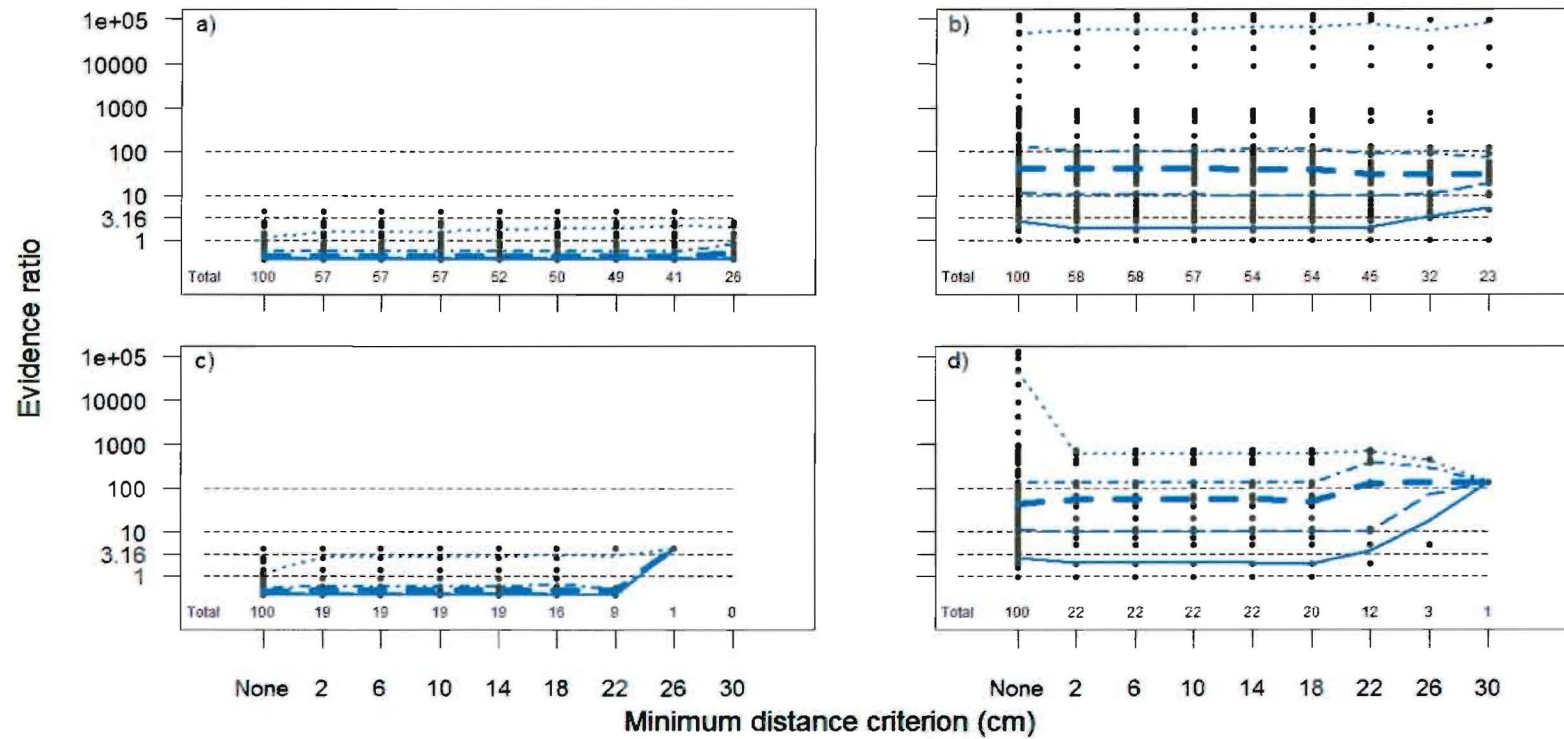 Evidence ratio
1e+05
10000
1000
100
10
3.16
1
a)
Total 100 57 57 57 52 50 49 41 26
b)
Total 100 58 58 57 54 54 45 32 23
1e+05
10000
1000
100
10
3.16
1
c)
Total 100 19 19 19 19 16 9 1 0
d)
Total 100 22 22 22 22 20 12 3 1
None 2 6 10 14 18 22 26 30
None 2 6 10 14 18 22 26 30
Minimum distance criterion (cm)